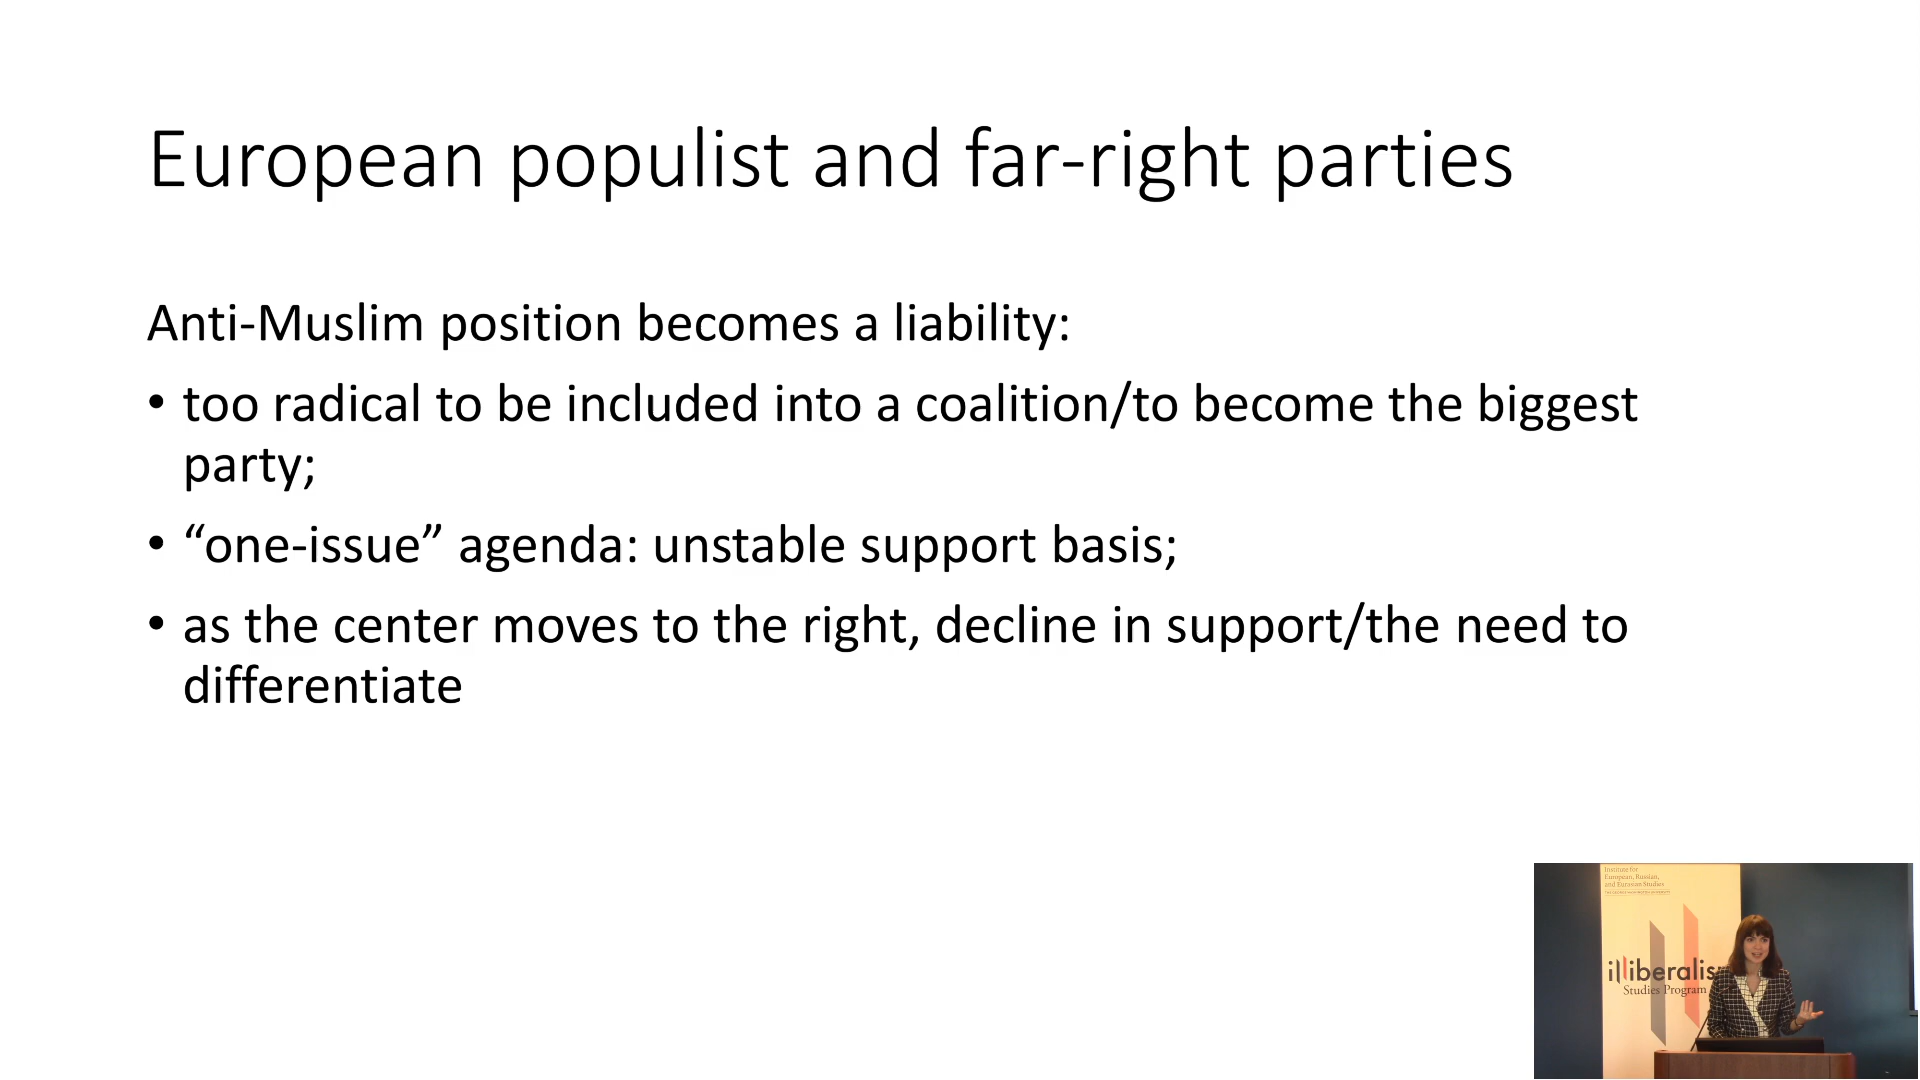 European populist and far-right parties
Anti-Muslim position becomes a liability:
• too radical to be included into a coalition/to become the biggest
party;
• “one-issue” agenda: unstable support basis;
• as the center moves to the right, decline in support/the need to
differentiate
Institute for
European, Russian,
and Eurasian Studies
illiberalis
Studies Program